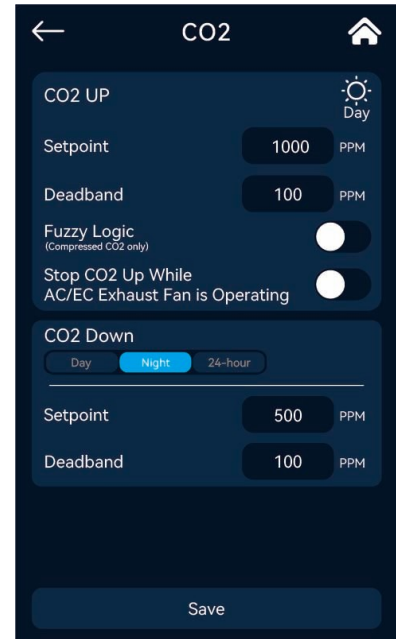 CO2
CO2 UP
Day
Setpoint 1000 PPM
Deadband 100 PPM
Fuzzy Logic
(Compressed CO2 only)
Stop CO2 Up While
AC/EC Exhaust Fan is Operating
CO2 Down
Day Night 24-hour
Setpoint 500 PPM
Deadband 100 PPM
Save